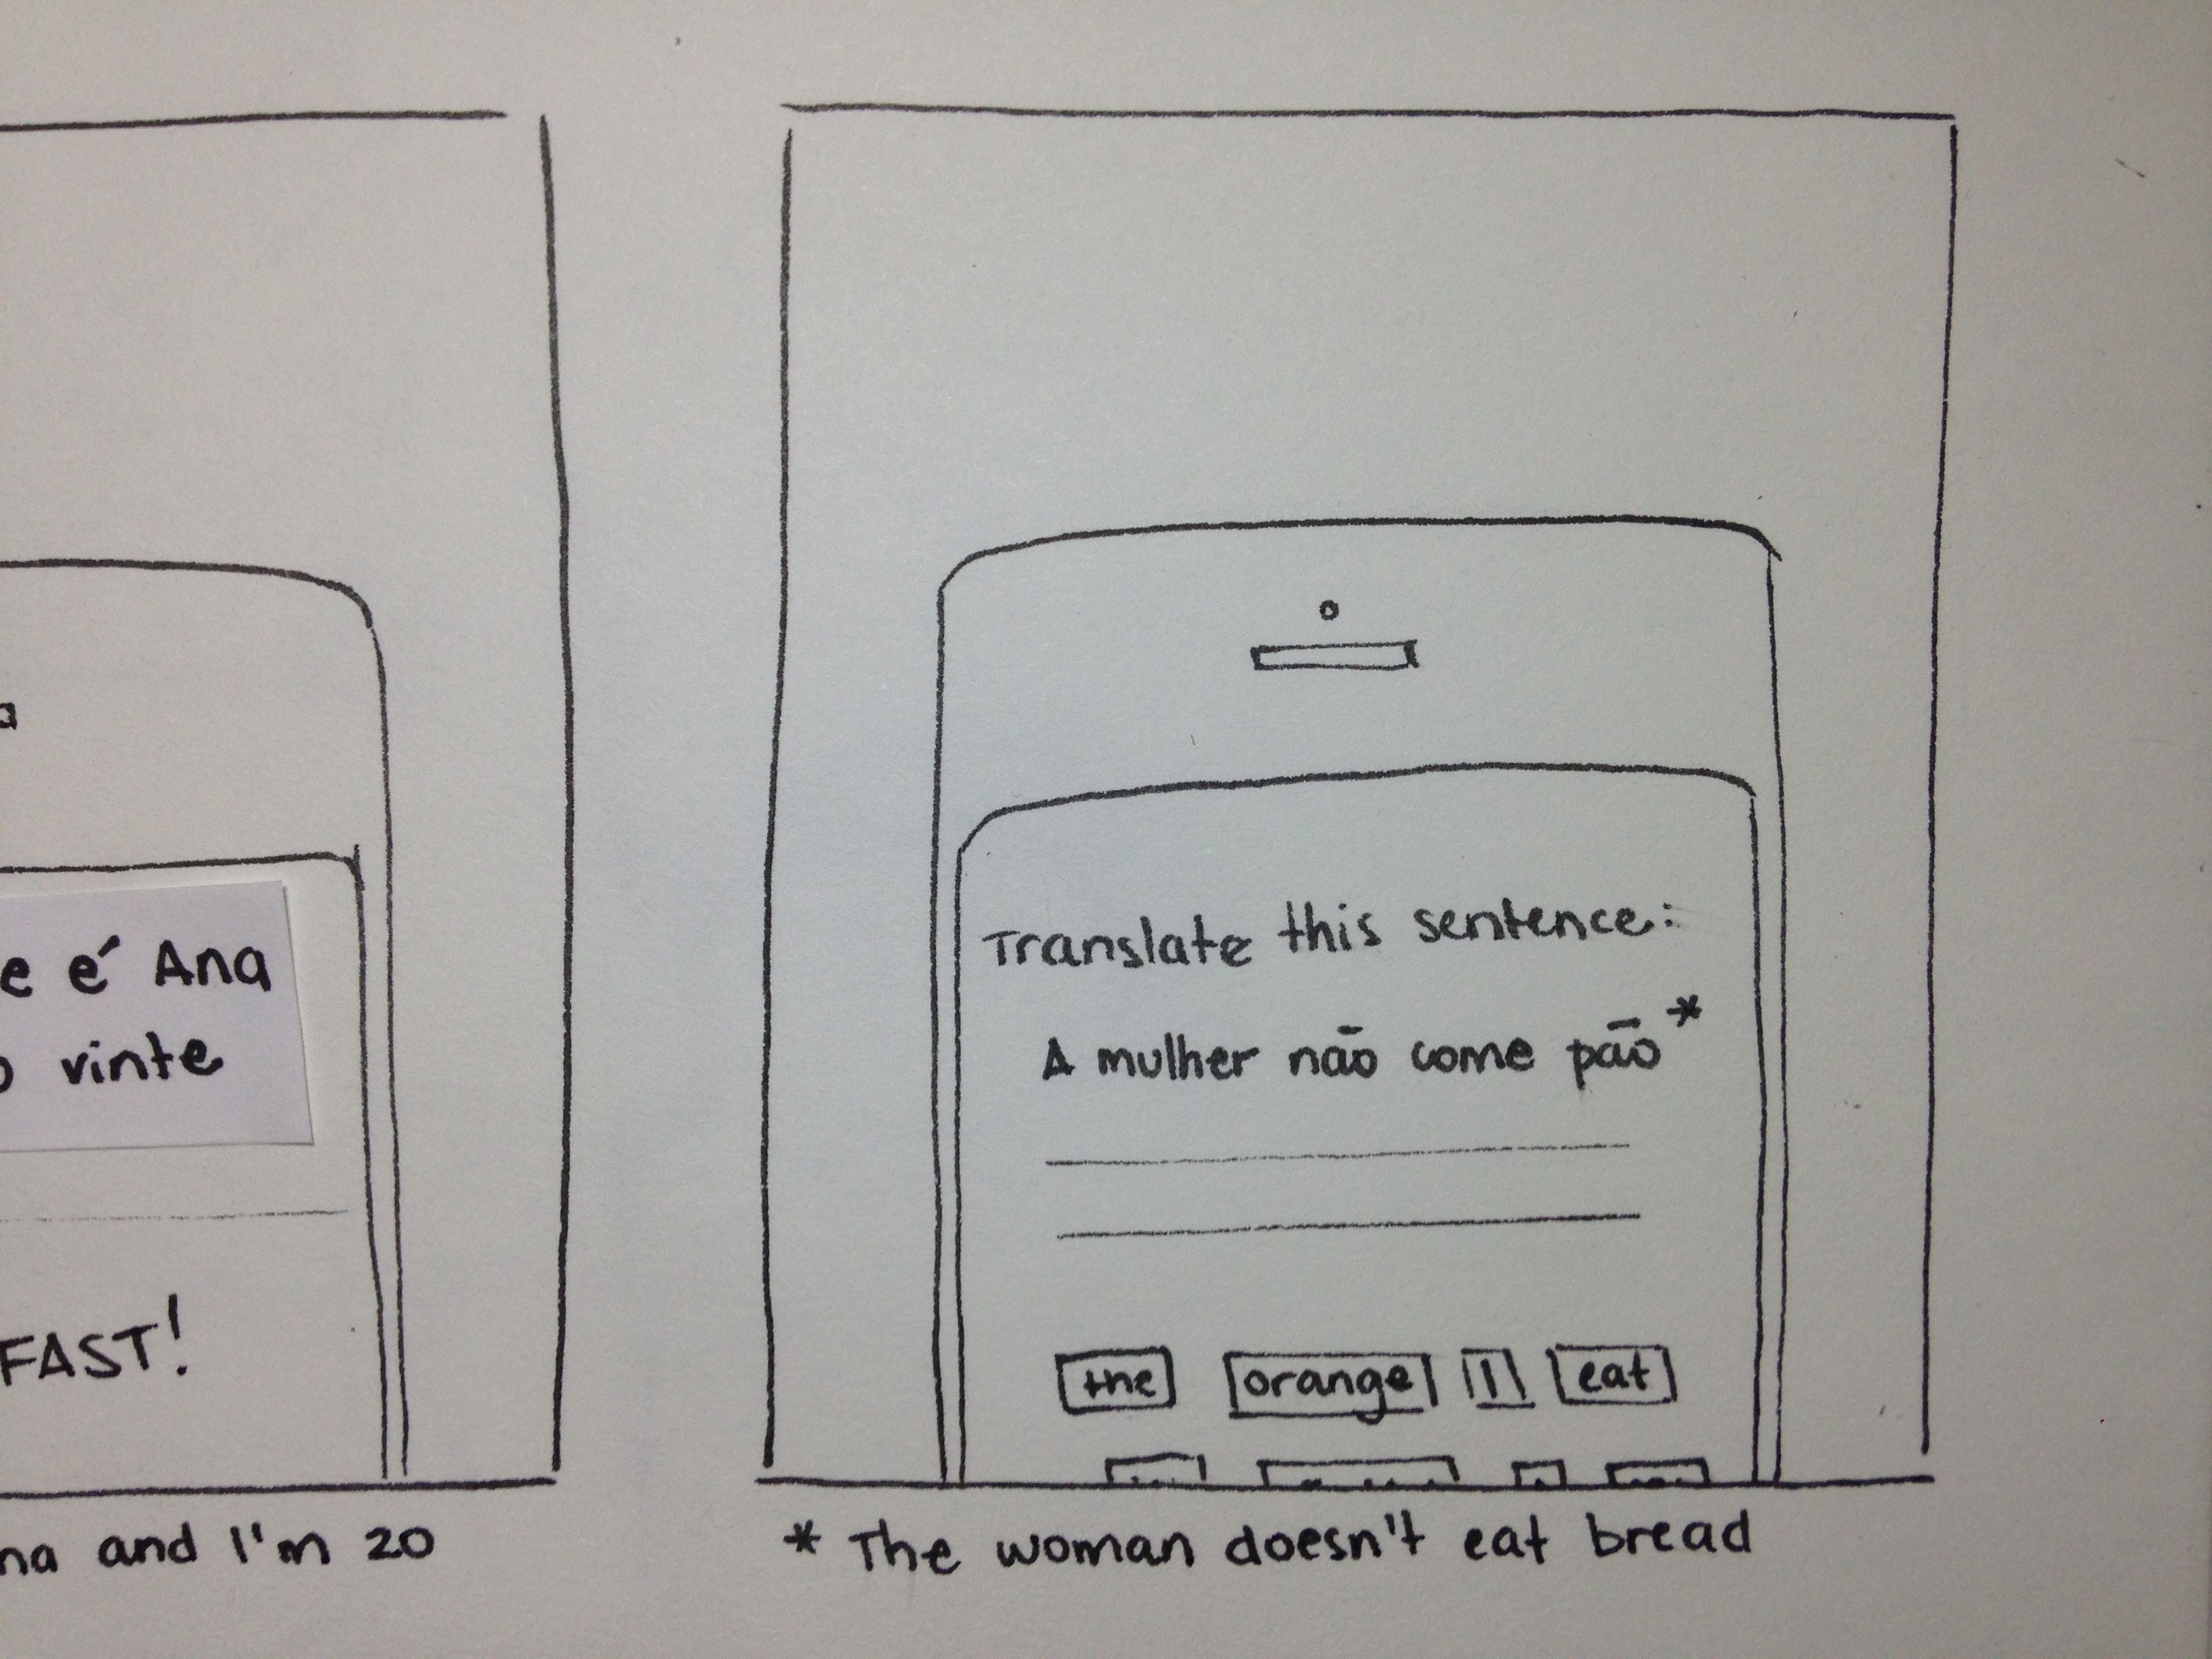 e é Ana
vinte
FAST!
na and I'm 20
Translate this sentence:
A mulher não come pão *
the orange eat
* The woman doesn't eat bread